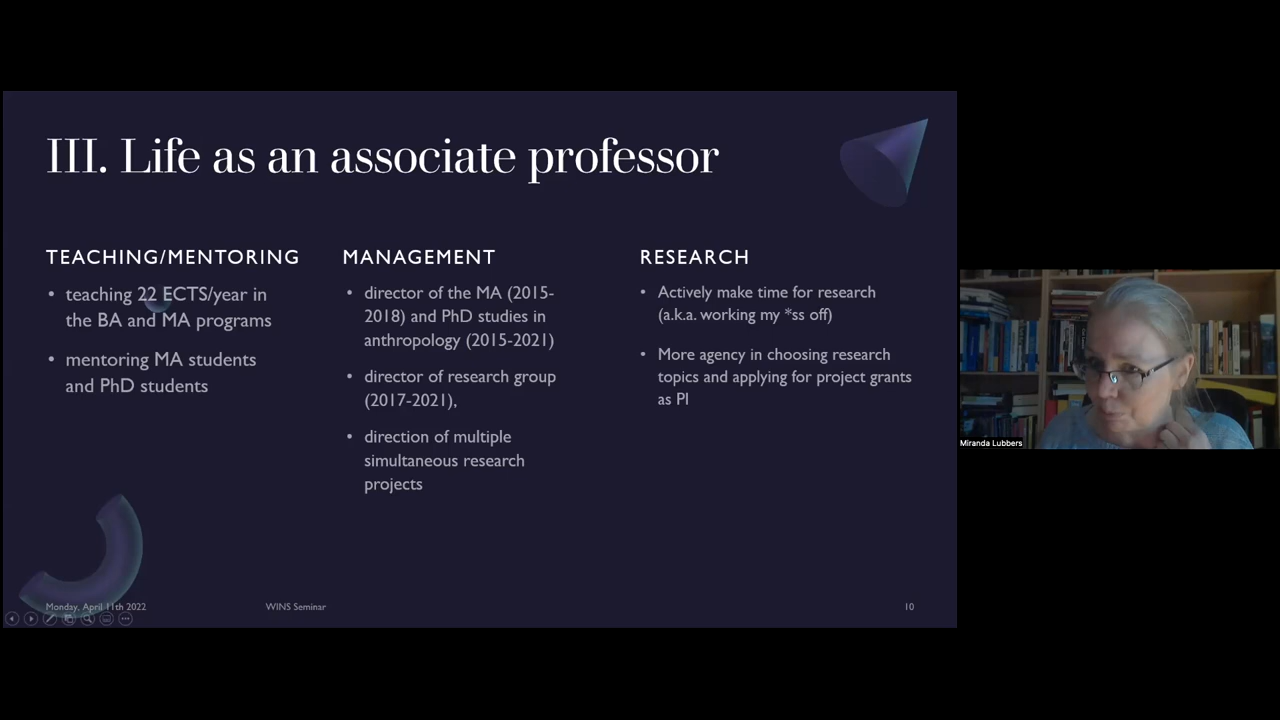 III. Life as an associate professor
TEACHING/MENTORING
• teaching 22 ECTS/year in
the BA and MA programs
• mentoring MA students
and PhD students
MANAGEMENT
• director of the MA (2015-
2018) and PhD studies in
anthropology (2015-2021)
• director of research group
(2017-2021),
• direction of multiple
simultaneous research
projects
RESEARCH
• Actively make time for research
(a.k.a. working my *ss off)
• More agency in choosing research
topics and applying for project grants
as PI
Monday, April 11th 2022
WINS Seminar
10
Miranda Lubbers